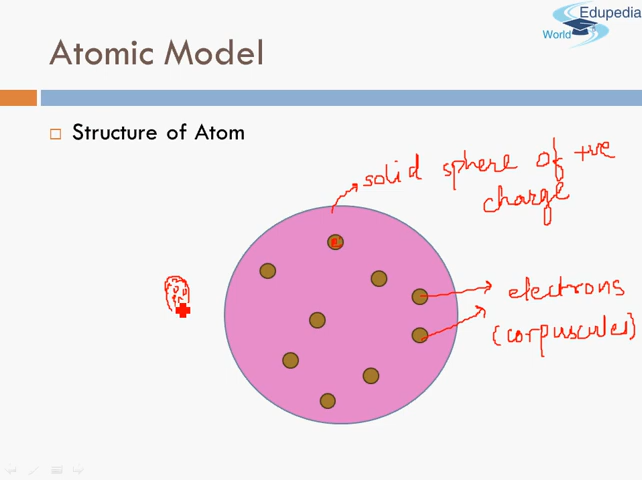 Edupedia
World
Atomic Model
Structure of Atom
solid sphere of +ve
charge
electrons
(corpuscules)